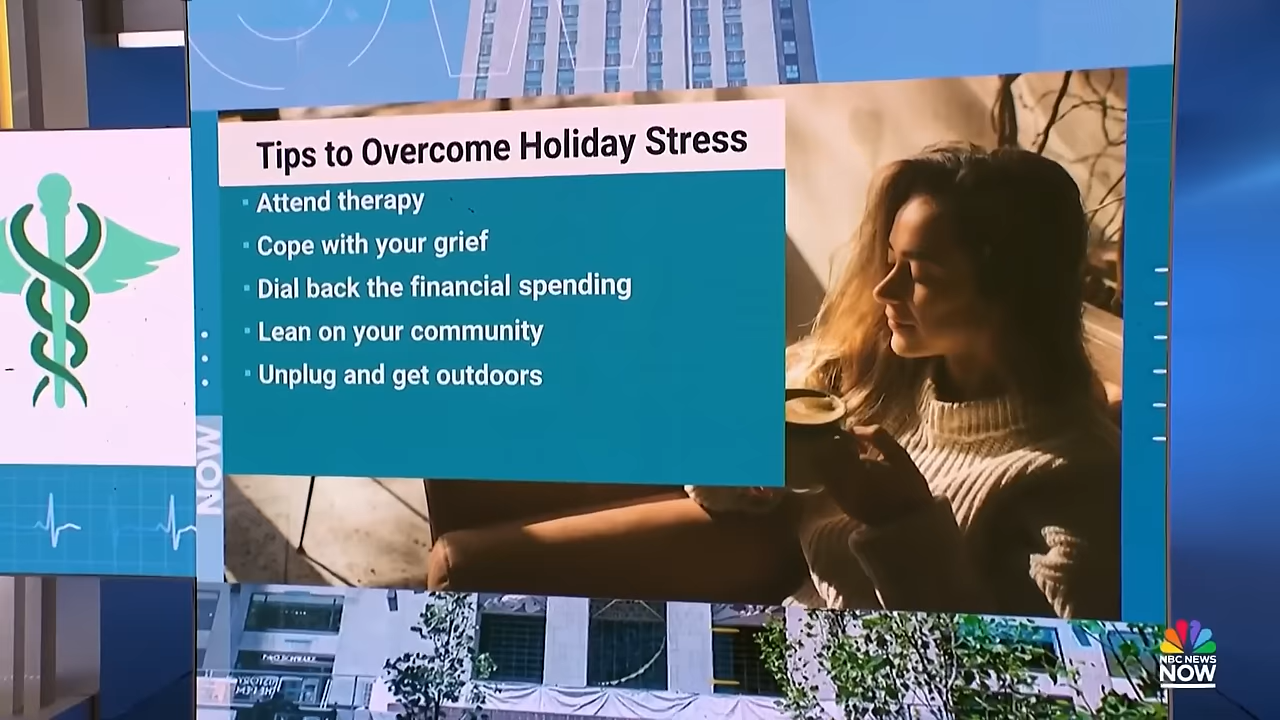 Tips to Overcome Holiday Stress
▪ Attend therapy
▪ Cope with your grief
▪ Dial back the financial spending
▪ Lean on your community
▪ Unplug and get outdoors
NOW
NBC NEWS
NOW